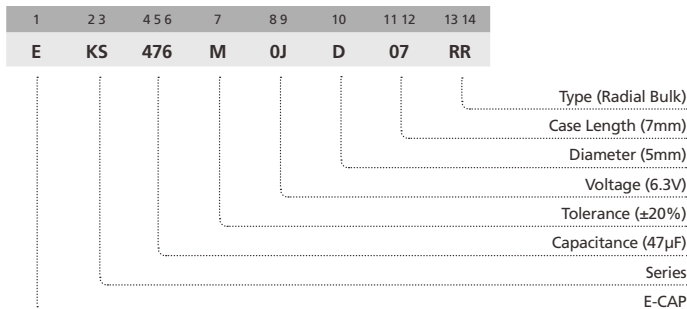 1 2 3 4 5 6 7 8 9 10 11 12 13 14
E KS 476 M 0J D 07 RR
Type (Radial Bulk)
Case Length (7mm)
Diameter (5mm)
Voltage (6.3V)
Tolerance (±20%)
Capacitance (47µF)
Series
E-CAP